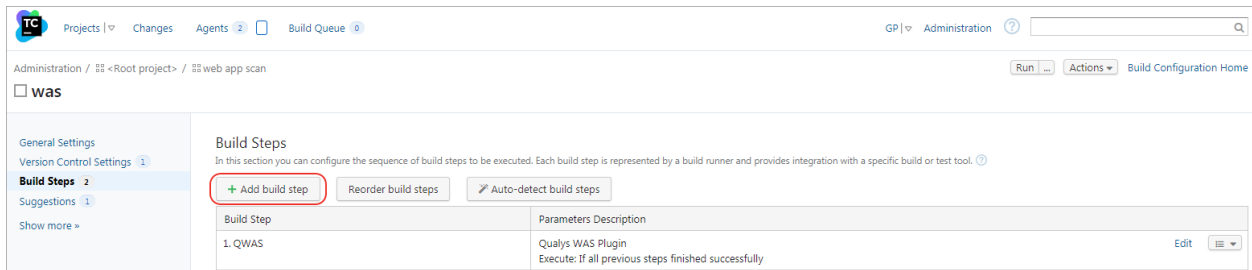 TC Projects | Changes Agents 2 Build Queue 0 GP | Administration ?
Administration / <Root project> / web app scan Run ... Actions Build Configuration Home
was
General Settings
Version Control Settings 1
Build Steps 2
Suggestions 1
Show more »
Build Steps
In this section you can configure the sequence of build steps to be executed. Each build step is represented by a build runner and provides integration with a specific build or test tool. ?
+ Add build step Reorder build steps Auto-detect build steps
Build Step Parameters Description
1. QWAS Qualys WAS Plugin Edit
Execute: If all previous steps finished successfully